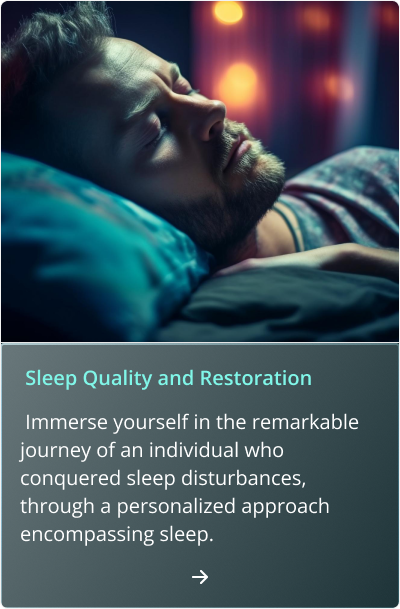 Sleep Quality and Restoration
Immerse yourself in the remarkable
journey of an individual who
conquered sleep disturbances,
through a personalized approach
encompassing sleep.